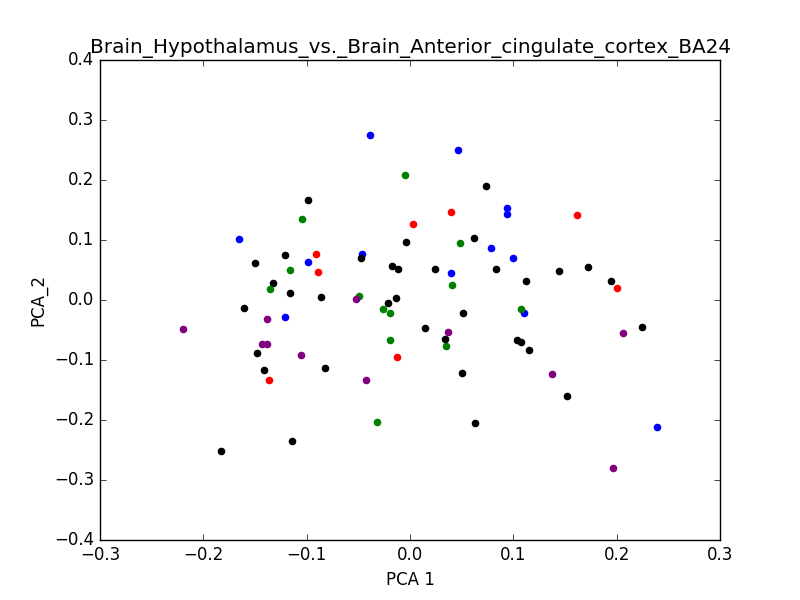 Brain_Hypothalamus_vs._Brain_Anterior_cingulate_cortex_BA24
0.4
0.3
0.2
0.1
0.0
−0.1
−0.2
−0.3
−0.4
PCA_2
−0.3 −0.2 −0.1 0.0 0.1 0.2 0.3
PCA 1